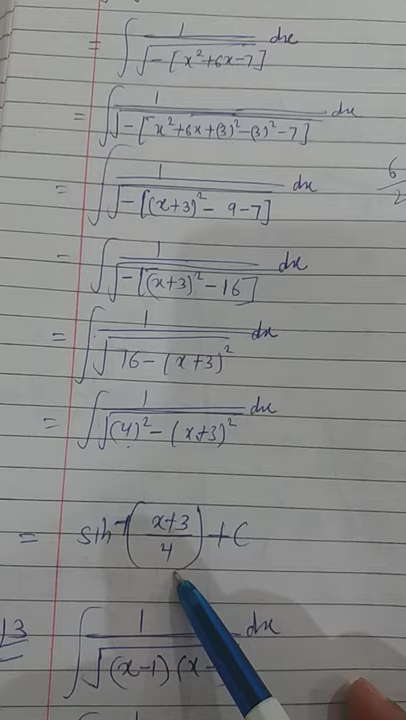 = ∫ 1/√(-[x²+6x-7]) dx
= ∫ 1/√(-[x²+6x+(3)²-(3)²-7]) dx
= ∫ 1/√(-[(x+3)²-9-7]) dx 6/2
- ∫ 1/√(-[(x+3)²-16]) dx
= ∫ 1/√(16-(x+3)²) dx
= ∫ 1/√((4)²-(x+3)²) dx
= sin⁻¹((x+3)/4)+C
13 ∫ 1/√((x-1)(x- dx